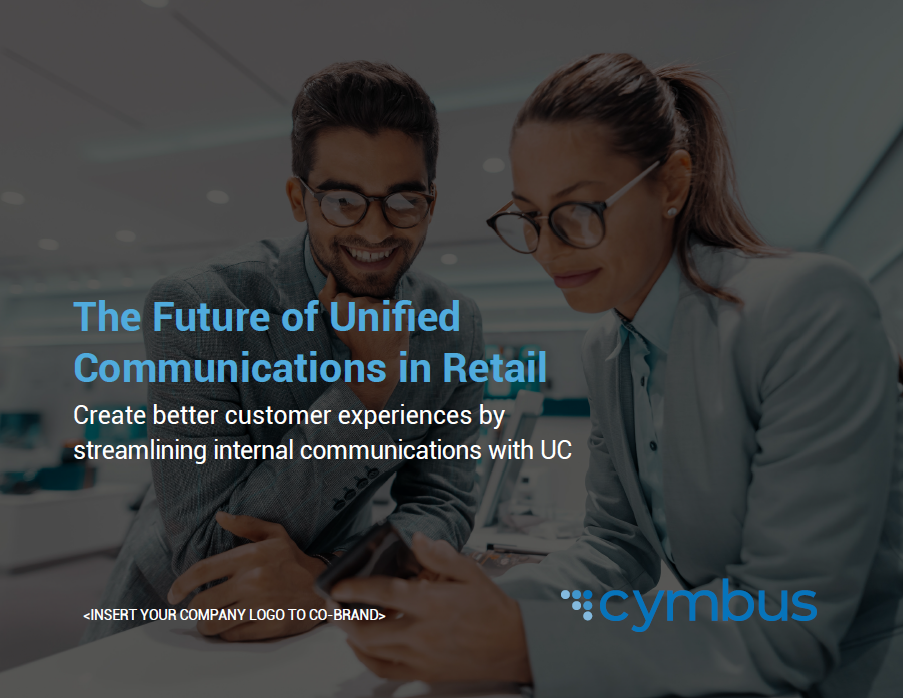 The Future of Unified
Communications in Retail
Create better customer experiences by
streamlining internal communications with UC
<INSERT YOUR COMPANY LOGO TO CO-BRAND>
cymbus